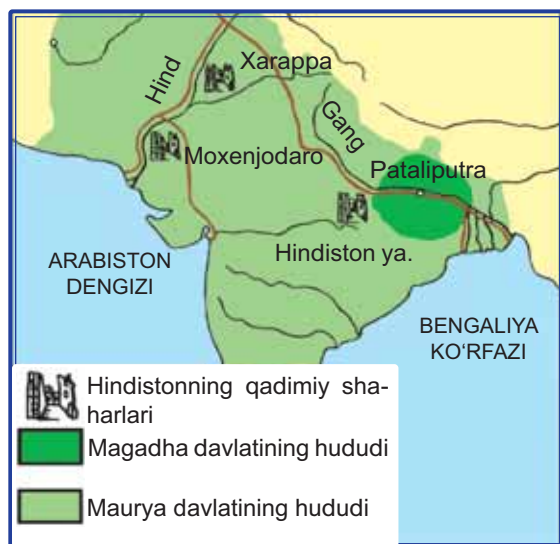 Xarappa
Hind
Gang
Moxenjodaro
Pataliputra
Hindiston ya.
ARABISTON
DENGIZI
BENGALIYA
KO‘RFAZI
Hindistonning qadimiy sha-
harlari
Magadha davlatining hududi
Maurya davlatining hududi